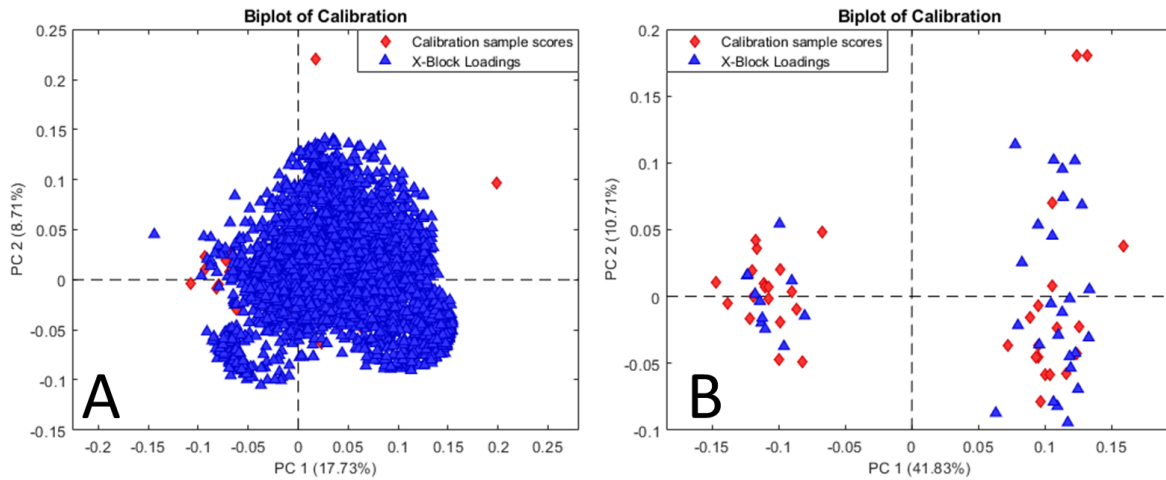 Biplot of Calibration
0.25
0.2
0.15
0.1
0.05
0
-0.05
-0.1
-0.15
PC 2 (8.71%)
Calibration sample scores
X-Block Loadings
A
-0.2 -0.15 -0.1 -0.05 0 0.05 0.1 0.15 0.2 0.25
PC 1 (17.73%)
Biplot of Calibration
0.2
0.15
0.1
0.05
0
-0.05
-0.1
PC 2 (10.71%)
Calibration sample scores
X-Block Loadings
B
-0.15 -0.1 -0.05 0 0.05 0.1 0.15
PC 1 (41.83%)